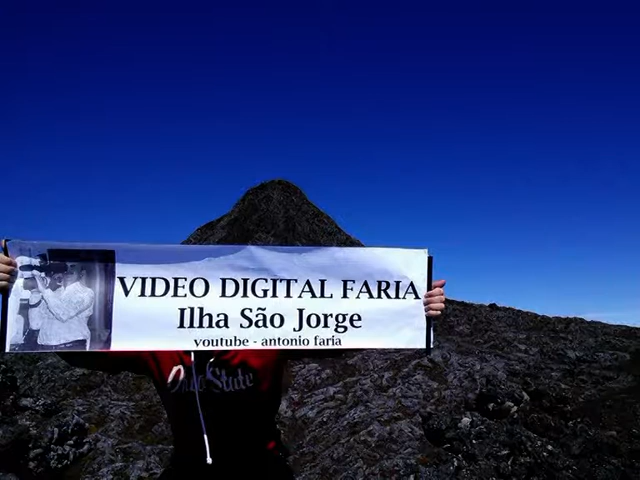 VIDEO DIGITAL FARIA
Ilha São Jorge
youtube - antonio faria
Ohio State